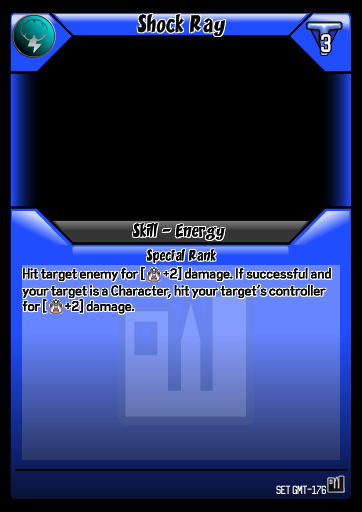 Shock Ray
3
Skill - Energy
Special Rank
Hit target enemy for [ +2] damage. If successful and
your target is a Character, hit your target's controller
for [ +2] damage.
SET GMT-176